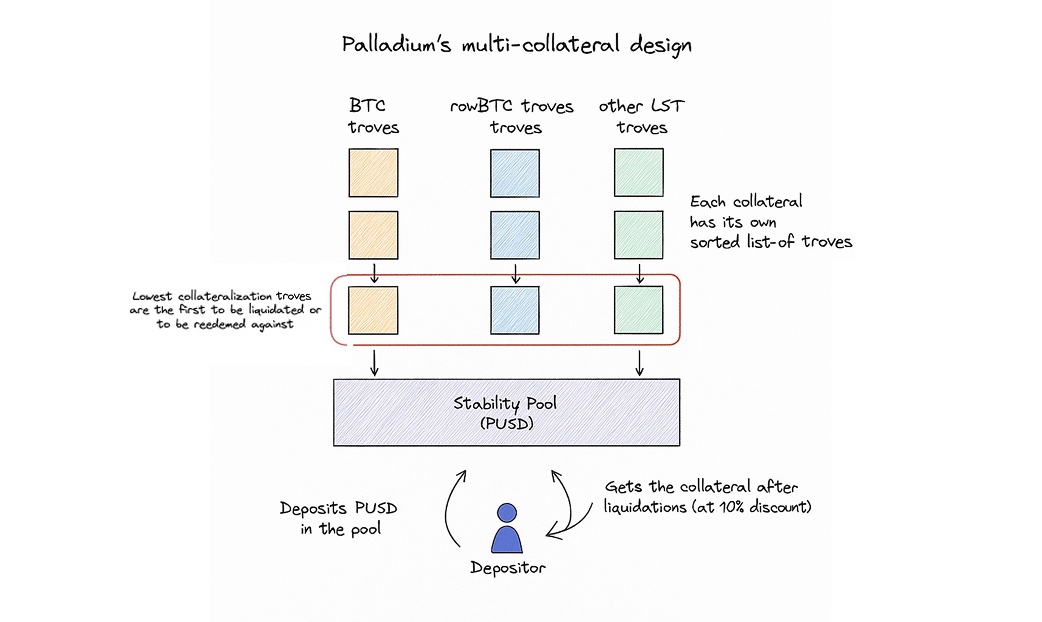 Palladium's multi-collateral design
BTC
troves
rowBTC troves
troves
other LST
troves
Each collateral
has its own
sorted list-of troves
Lowest collateralization troves
are the first to be liquidated or
to be reedemed against
Stability Pool
(PUSD)
Deposits PUSD
in the pool
Gets the collateral after
liquidations (at 10% discount)
Depositor